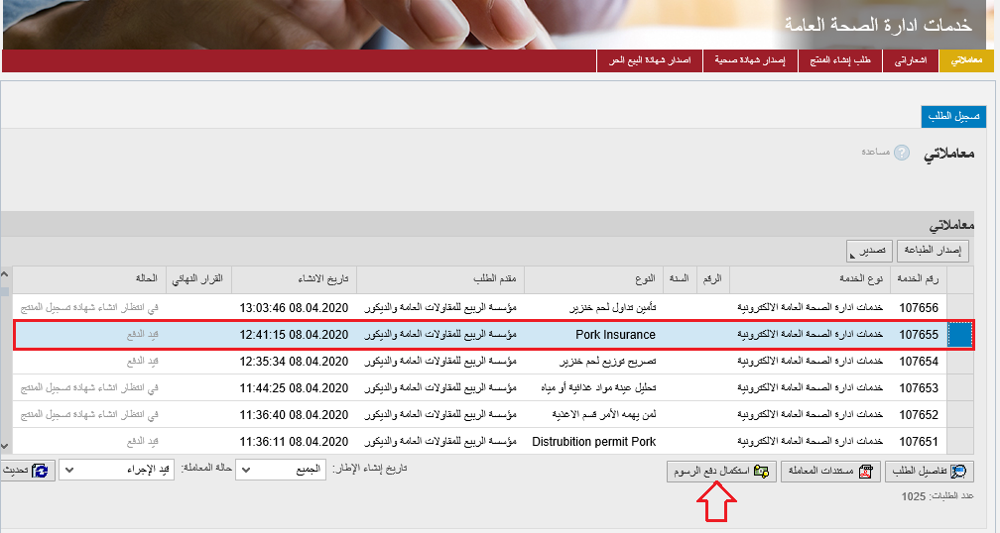 خدمات ادارة الصحة العامة
معاملاتي اشعاراتى طلب إنشاء المنتج إصدار شهادة صحية اصدار شهادة البيع الحر
تسجيل الطلب
معاملاتي ? مساعدة
معاملاتي
إصدار الطباعة تصدير
رقم الخدمة نوع الخدمة الرقم السنة النوع مقدم الطلب تاريخ الانشاء القرار النهائي الحالة
107656 خدمات ادارة الصحة العامة الالكترونية تأمين تداول لحم خنزير مؤسسة الربيع للمقاولات العامة والديكور 13:03:46 08.04.2020 في انتظار انشاء شهادة تسجيل المنتج
107655 خدمات ادارة الصحة العامة الالكترونية Pork Insurance مؤسسة الربيع للمقاولات العامة والديكور 12:41:15 08.04.2020 قيد الدفع
107654 خدمات ادارة الصحة العامة الالكترونية تصريح توزيع لحم خنزير مؤسسة الربيع للمقاولات العامة والديكور 12:35:34 08.04.2020 قيد الدفع
107653 خدمات ادارة الصحة العامة الالكترونية تحليل عينة مواد غذائية أو مياه مؤسسة الربيع للمقاولات العامة والديكور 11:44:25 08.04.2020 في انتظار انشاء شهادة تسجيل المنتج
107652 خدمات ادارة الصحة العامة الالكترونية لمن يهمه الأمر قسم الاغذية مؤسسة الربيع للمقاولات العامة والديكور 11:36:40 08.04.2020 في انتظار انشاء شهادة تسجيل المنتج
107651 خدمات ادارة الصحة العامة الالكترونية Distrubition permit Pork مؤسسة الربيع للمقاولات العامة والديكور 11:36:11 08.04.2020 قيد الدفع
تفاصيل الطلب مستندات المعاملة استكمال دفع الرسوم تاريخ إنشاء الإطار: الجميع حالة المعاملة: قيد الإجراء تحديث
عدد الطلبات: 1025